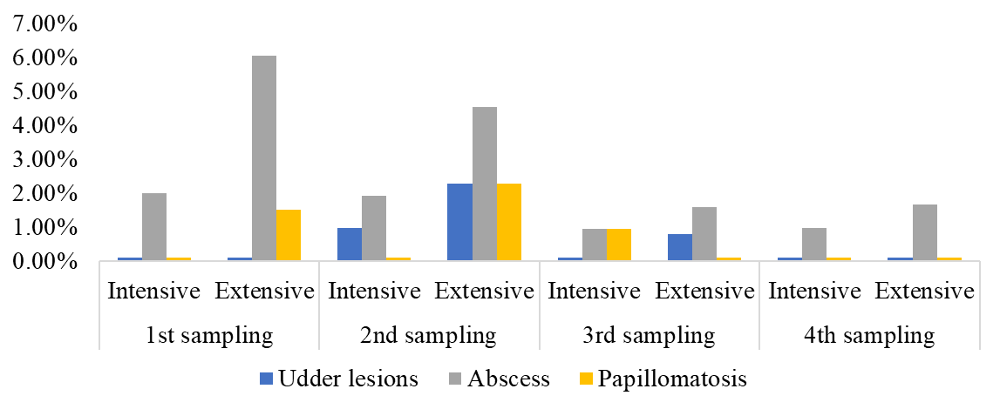 7.00%
6.00%
5.00%
4.00%
3.00%
2.00%
1.00%
0.00%
Intensive Extensive Intensive Extensive Intensive Extensive Intensive Extensive
1st sampling 2nd sampling 3rd sampling 4th sampling
Udder lesions Abscess Papillomatosis